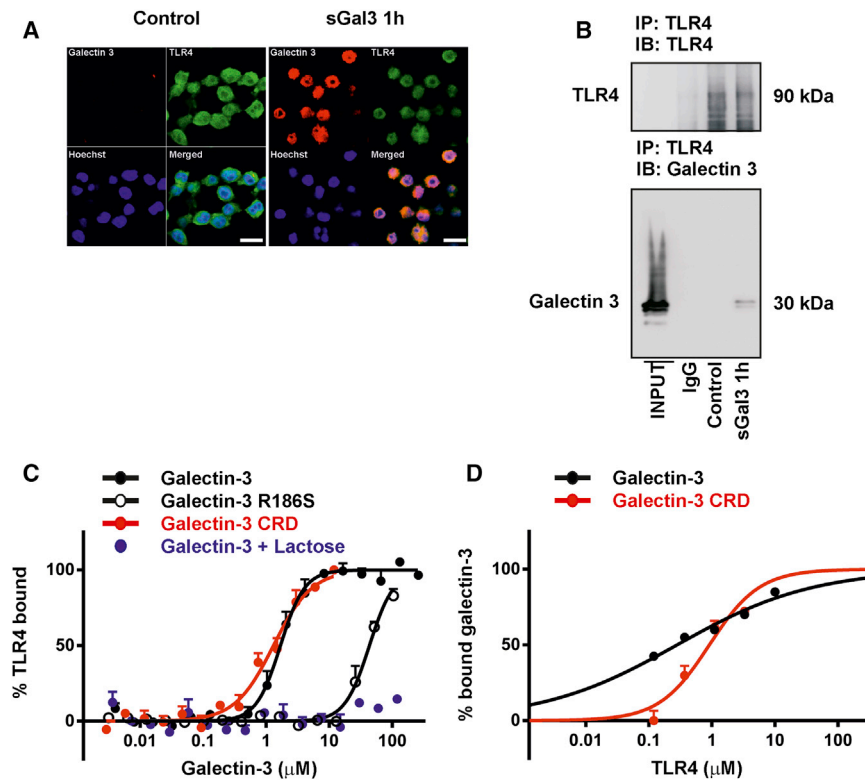 Control
sGal3 1h
A
Galectin 3
TLR4
Galectin 3
TLR4
Hoechst
Merged
Hoechst
Merged
B
IP: TLR4
IB: TLR4
TLR4
90 kDa
IP: TLR4
IB: Galectin 3
Galectin 3
30 kDa
INPUT
IgG
Control
sGal3 1h
C
Galectin-3
Galectin-3 R186S
Galectin-3 CRD
Galectin-3 + Lactose
% TLR4 bound
100
50
0
0.01
0.1
1
10
100
Galectin-3 (μM)
D
Galectin-3
Galectin-3 CRD
% bound galectin-3
100
50
0
0.01
0.1
1
10
100
TLR4 (μM)